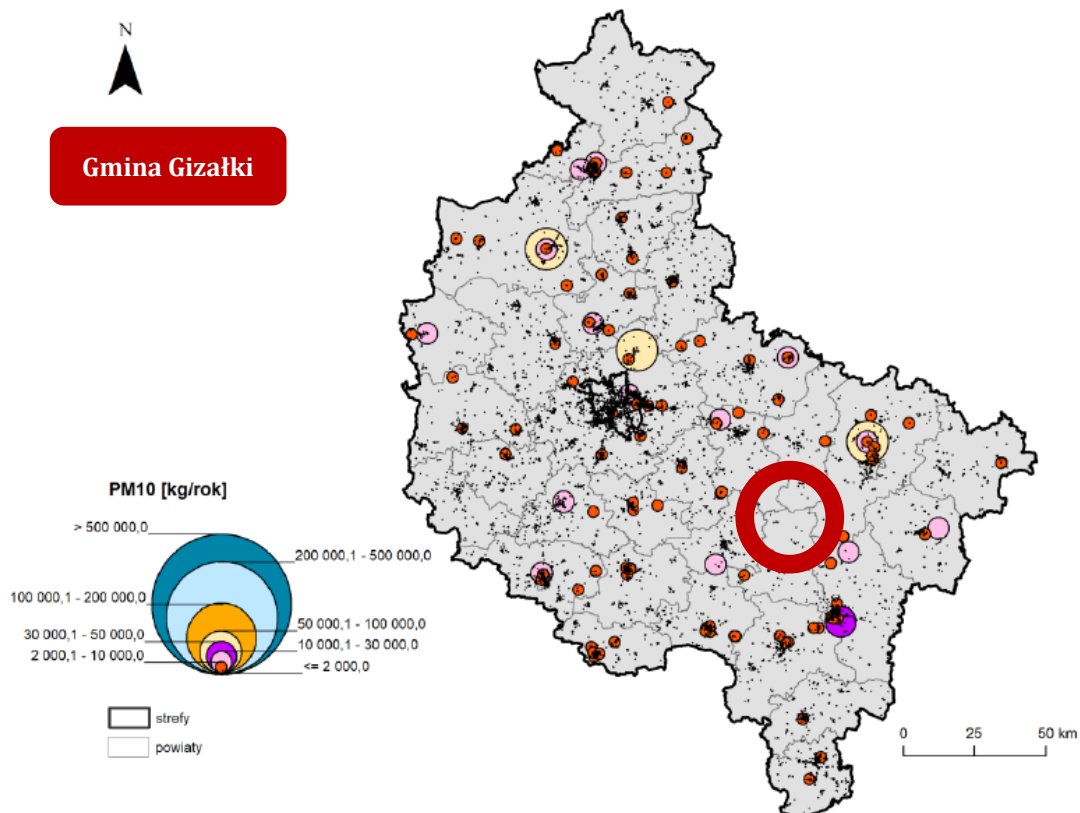 N
Gmina Gizałki
PM10 [kg/rok]
> 500 000,0
200 000,1 - 500 000,0
100 000,1 - 200 000,0
50 000,1 - 100 000,0
30 000,1 - 50 000,0
10 000,1 - 30 000,0
2 000,1 - 10 000,0
<= 2 000,0
strefy
powiaty
0 25 50 km